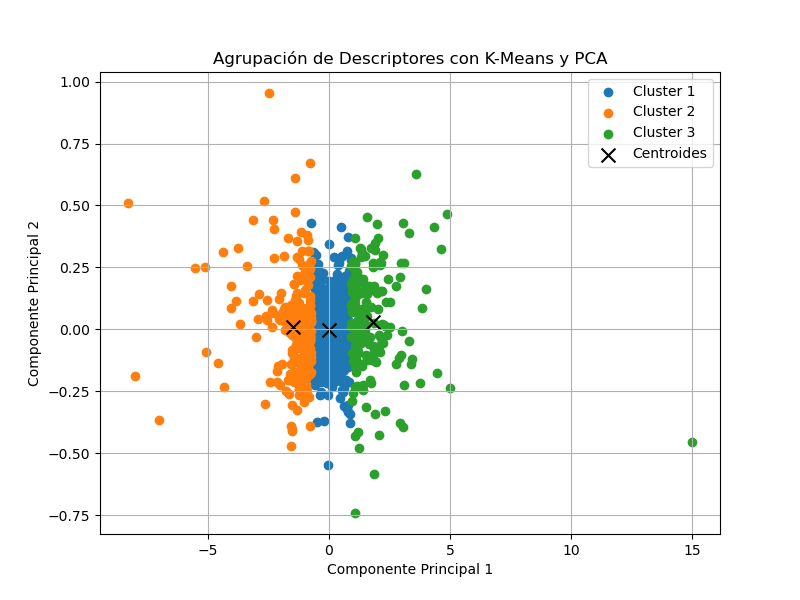 Agrupación de Descriptores con K-Means y PCA
Cluster 1
Cluster 2
Cluster 3
Centroides
Componente Principal 2
1.00
0.75
0.50
0.25
0.00
−0.25
−0.50
−0.75
−5
0
5
10
15
Componente Principal 1